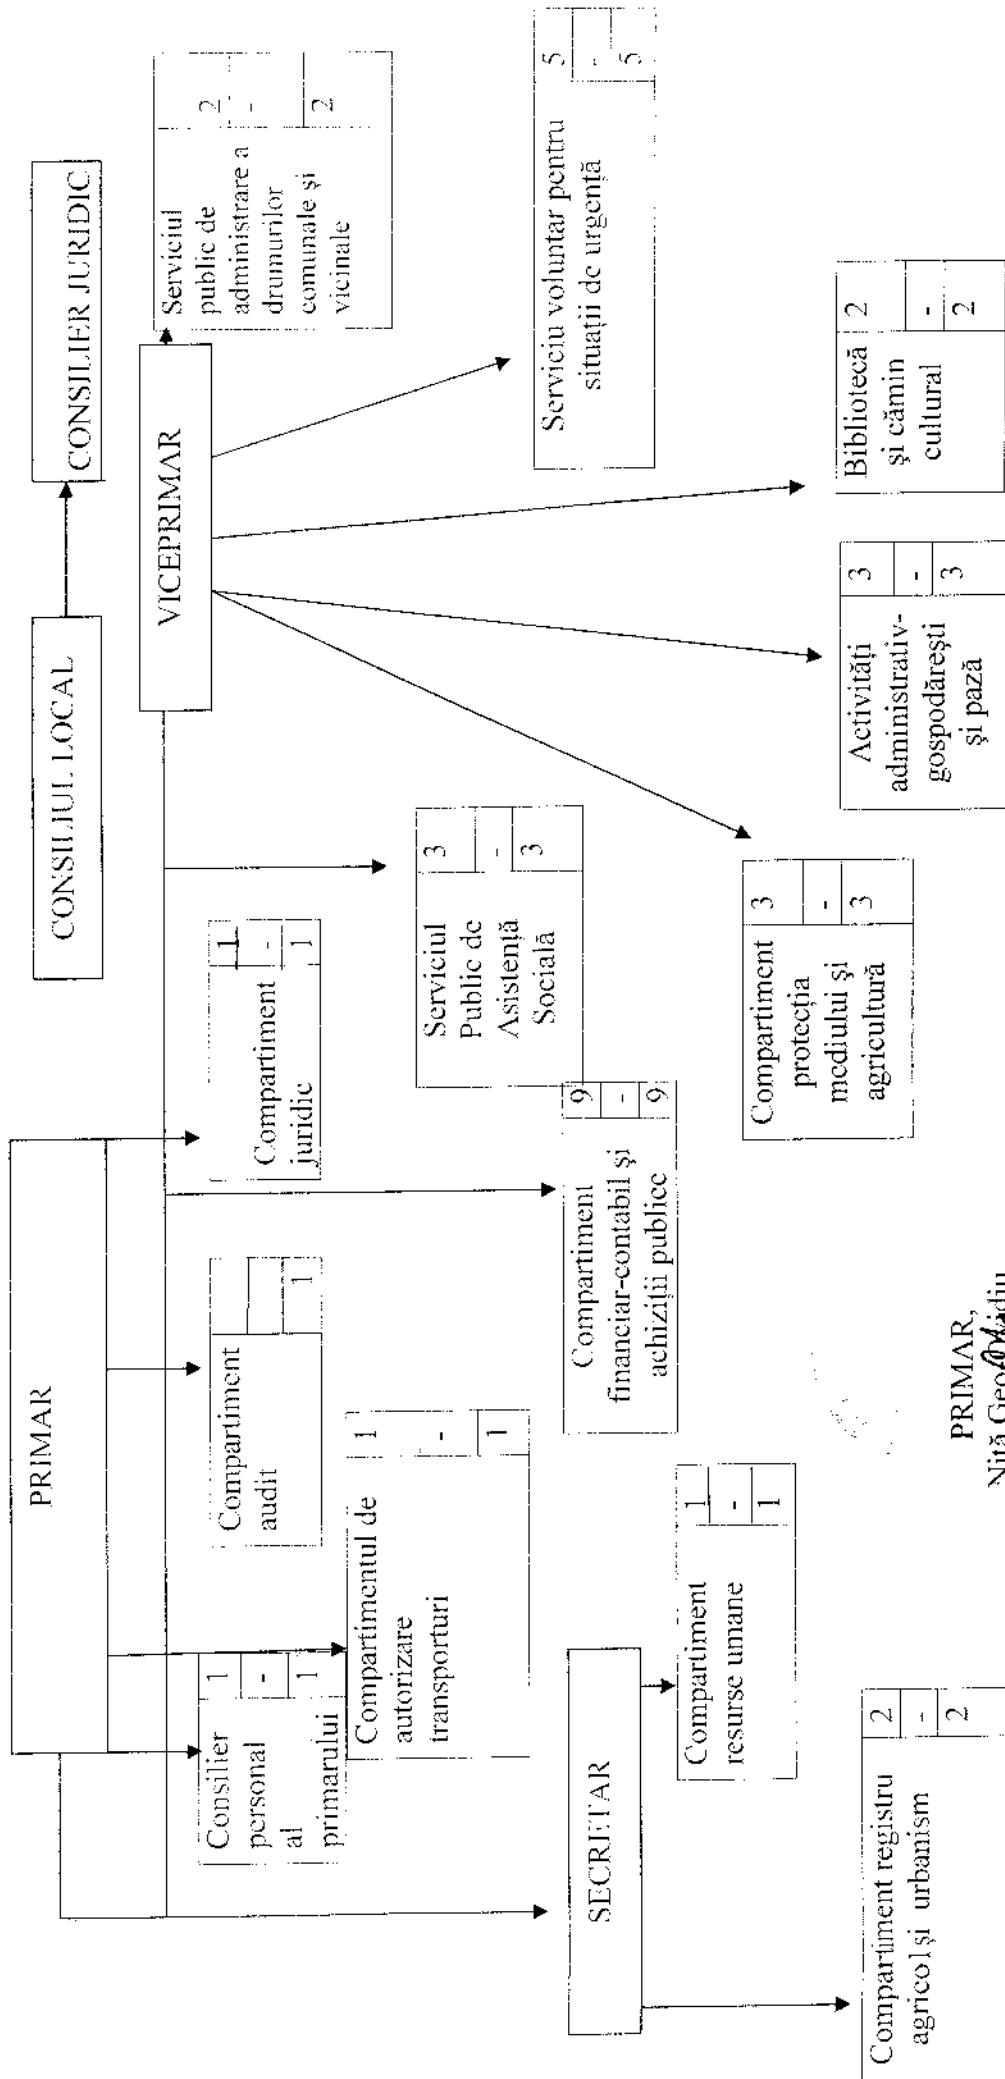 PRIMAR
CONSILIUL LOCAL
CONSILIER JURIDIC
VICEPRIMAR
Consilier
personal
al
primarului
1
-
1
Compartiment
audit
1
Compartiment
juridic
1
-
1
Serviciul
public de
administrare a
drumurilor
comunale și
vicinale
2
-
2
Compartimentul de
autorizare
transporturi
1
-
1
Serviciul
Public de
Asistență
Socială
3
-
3
Serviciu voluntar pentru
situații de urgență
5
-
5
SECRETAR
Compartiment
financiar-contabil și
achiziții publice
9
-
9
Compartiment
resurse umane
1
-
1
Compartiment
protecția
mediului și
agricultură
3
-
3
Activități
administrativ-
gospodărești
și pază
3
-
3
Bibliotecă
și cămin
cultural
2
-
2
Compartiment registru
agricol și urbanism
2
-
2
PRIMAR,
Niță